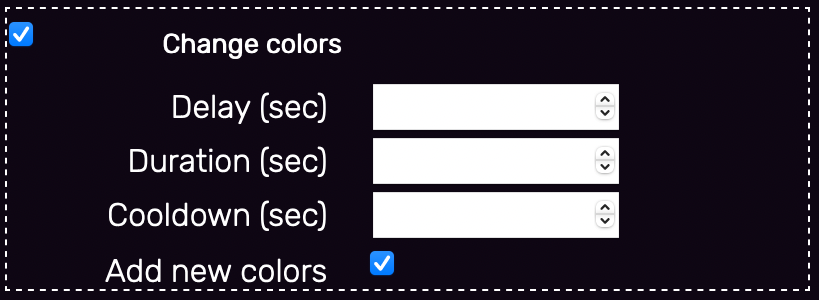 Change colors
Delay (sec)
Duration (sec)
Cooldown (sec)
Add new colors